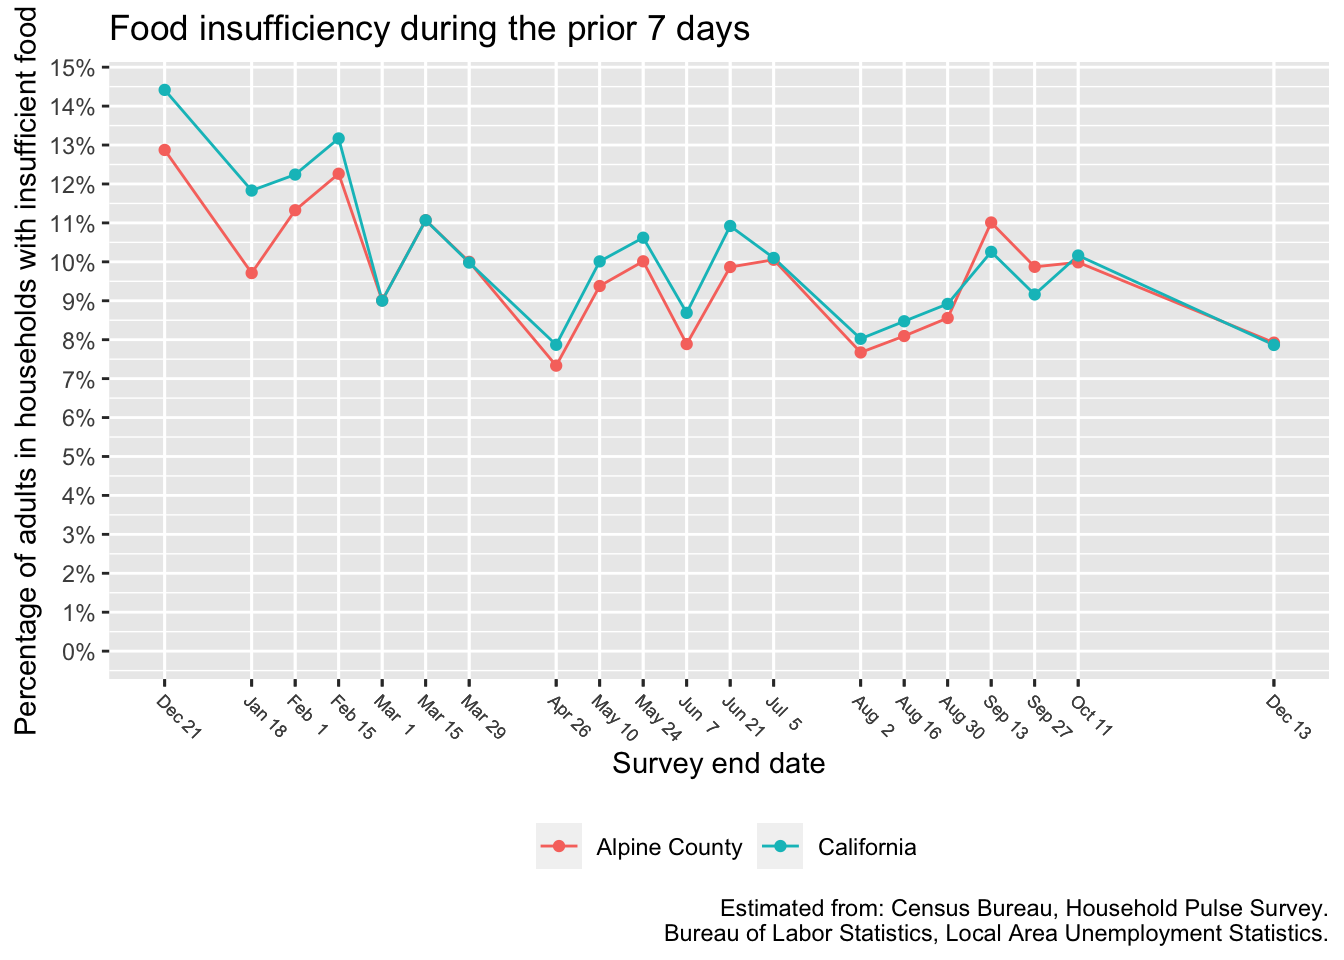 Food insufficiency during the prior 7 days
Percentage of adults in households with insufficient food
15%
14%
13%
12%
11%
10%
9%
8%
7%
6%
5%
4%
3%
2%
1%
0%
Dec 21
Jan 18
Feb 1
Feb 15
Mar 1
Mar 15
Mar 29
Apr 26
May 10
May 24
Jun 7
Jun 21
Jul 5
Aug 2
Aug 16
Aug 30
Sep 13
Sep 27
Oct 11
Dec 13
Survey end date
Alpine County
California
Estimated from: Census Bureau, Household Pulse Survey.
Bureau of Labor Statistics, Local Area Unemployment Statistics.